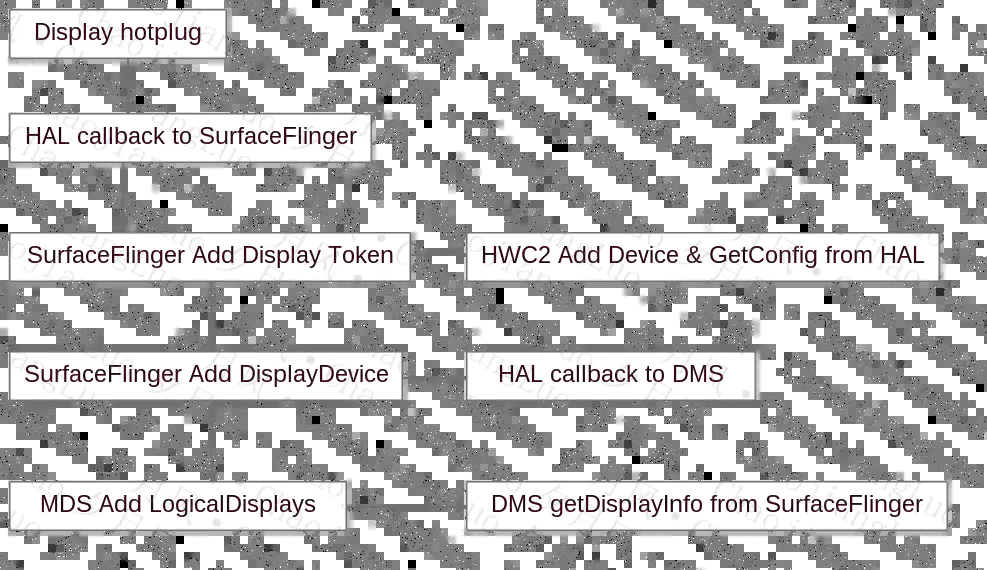 Display hotplug
HAL callback to SurfaceFlinger
SurfaceFlinger Add Display Token
HWC2 Add Device & GetConfig from HAL
SurfaceFlinger Add DisplayDevice
HAL callback to DMS
MDS Add LogicalDisplays
DMS getDisplayInfo from SurfaceFlinger